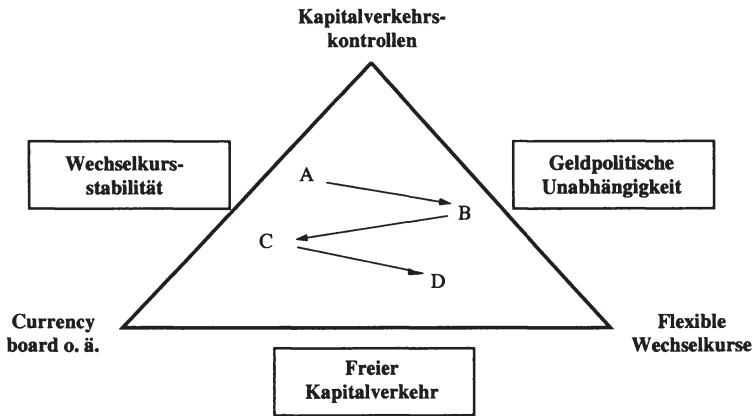 Kapitalverkehrs-
kontrollen
Wechselkurs-
stabilität
Geldpolitische
Unabhängigkeit
A
B
C
D
Currency
board o. ä.
Flexible
Wechselkurse
Freier
Kapitalverkehr